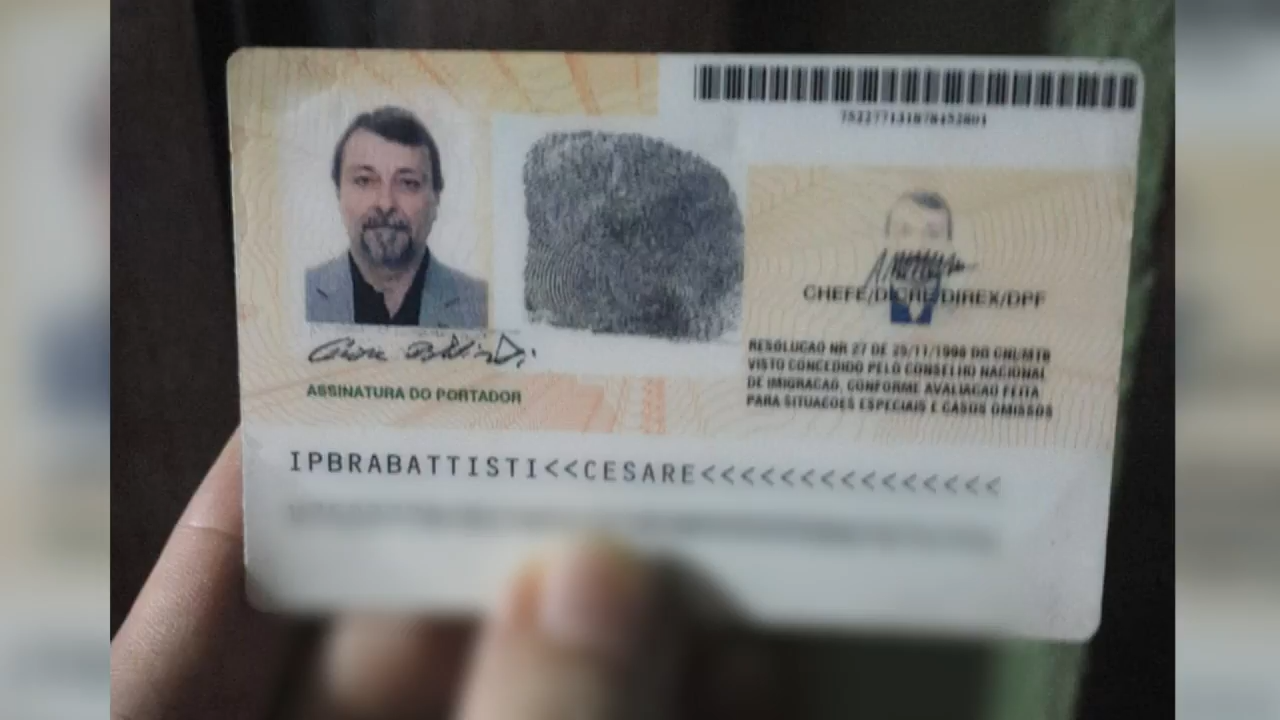 752277131878452801
CHEFE/DICRE/DIREX/DPF
RESOLUCAO NR 27 DE 25/11/1998 DO CNI/MTB
VISTO CONCEDIDO PELO CONSELHO NACIONAL
DE IMIGRACAO, CONFORME AVALIACAO FEITA
PARA SITUACOES ESPECIAIS E CASOS OMISSOS
ASSINATURA DO PORTADOR
IPBRABATTISTI<<CESARE<<<<<<<<<<<<<<<